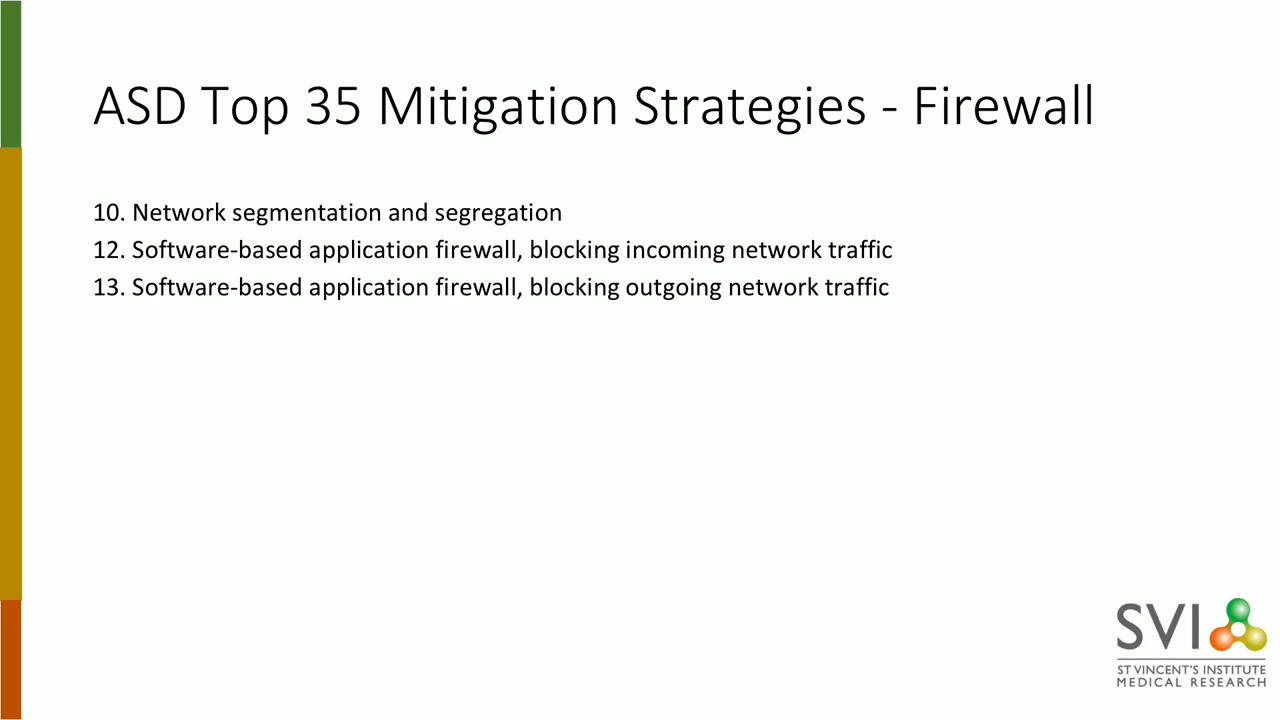 ASD Top 35 Mitigation Strategies - Firewall
10. Network segmentation and segregation
12. Software-based application firewall, blocking incoming network traffic
13. Software-based application firewall, blocking outgoing network traffic
SVI
ST VINCENT'S INSTITUTE
MEDICAL RESEARCH